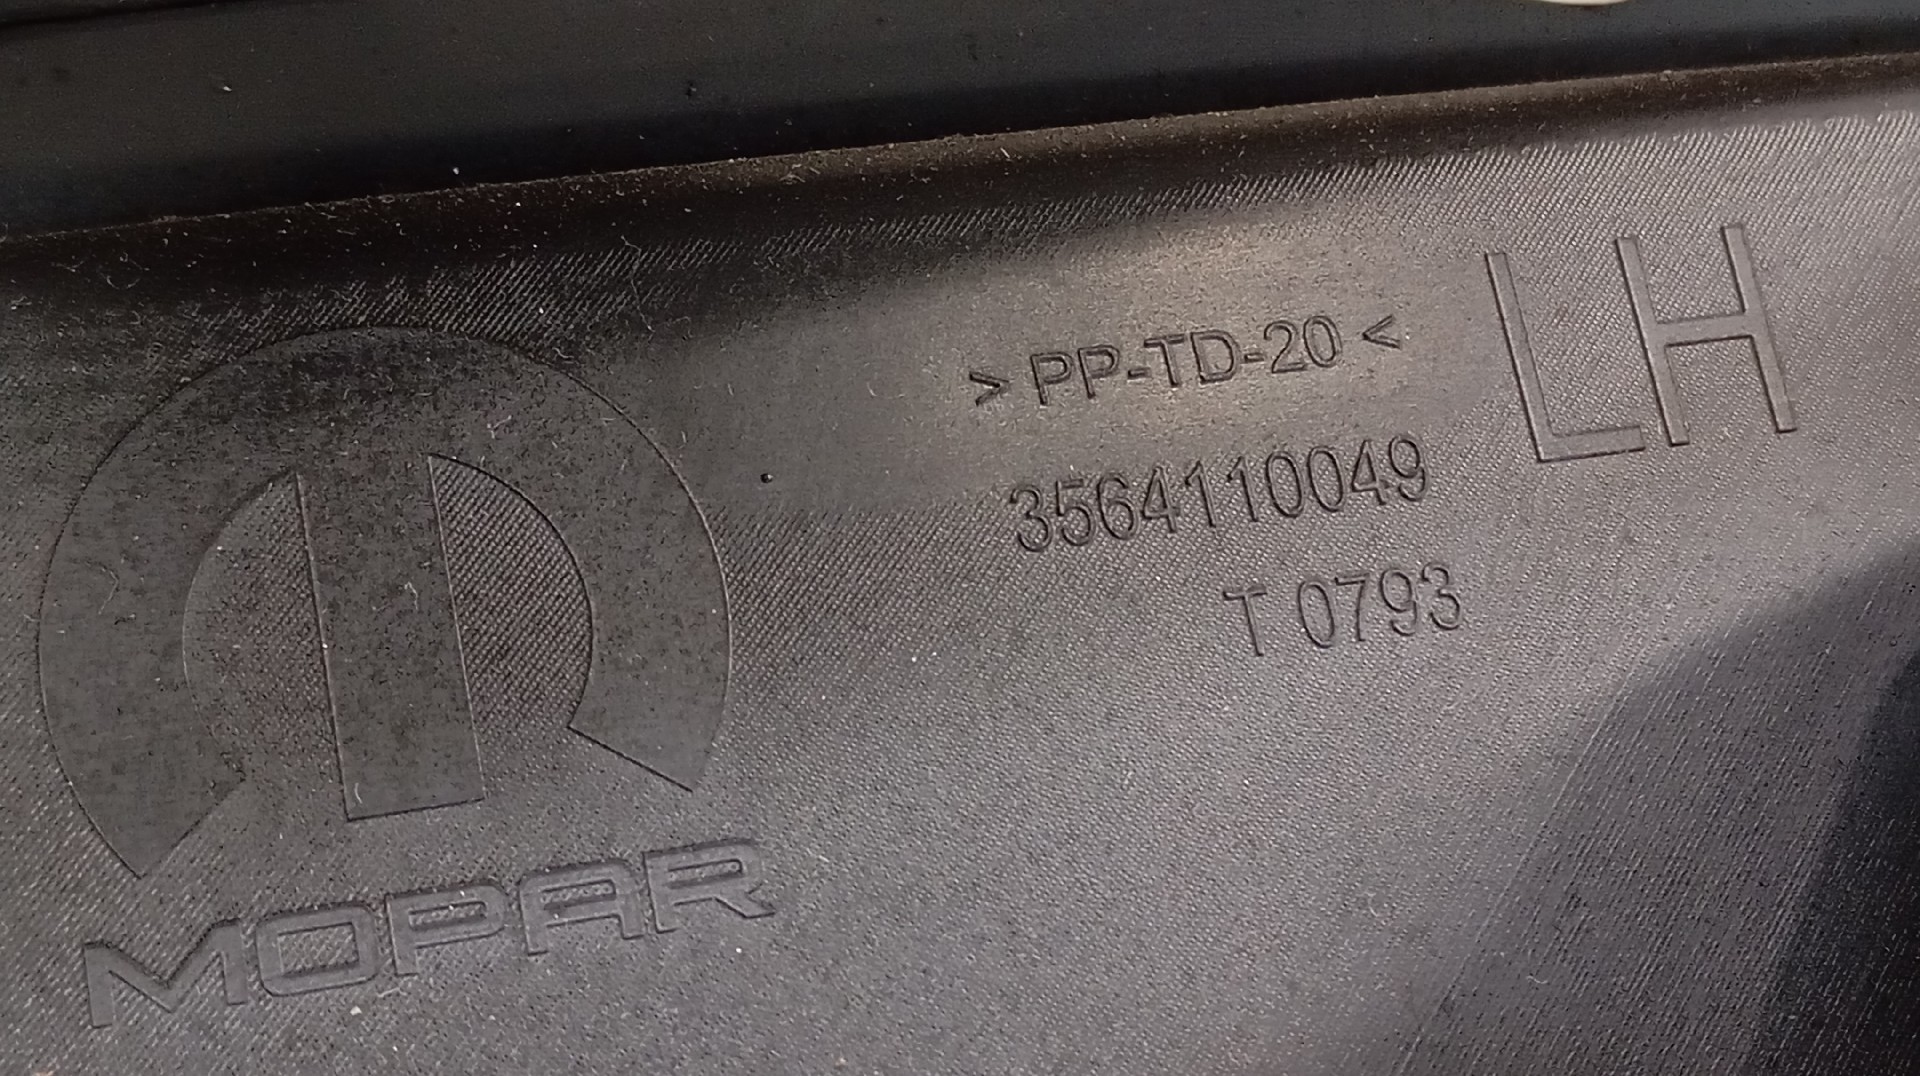 > PP-TD-20 <
LH
3564110049
T 0793
MOPAR